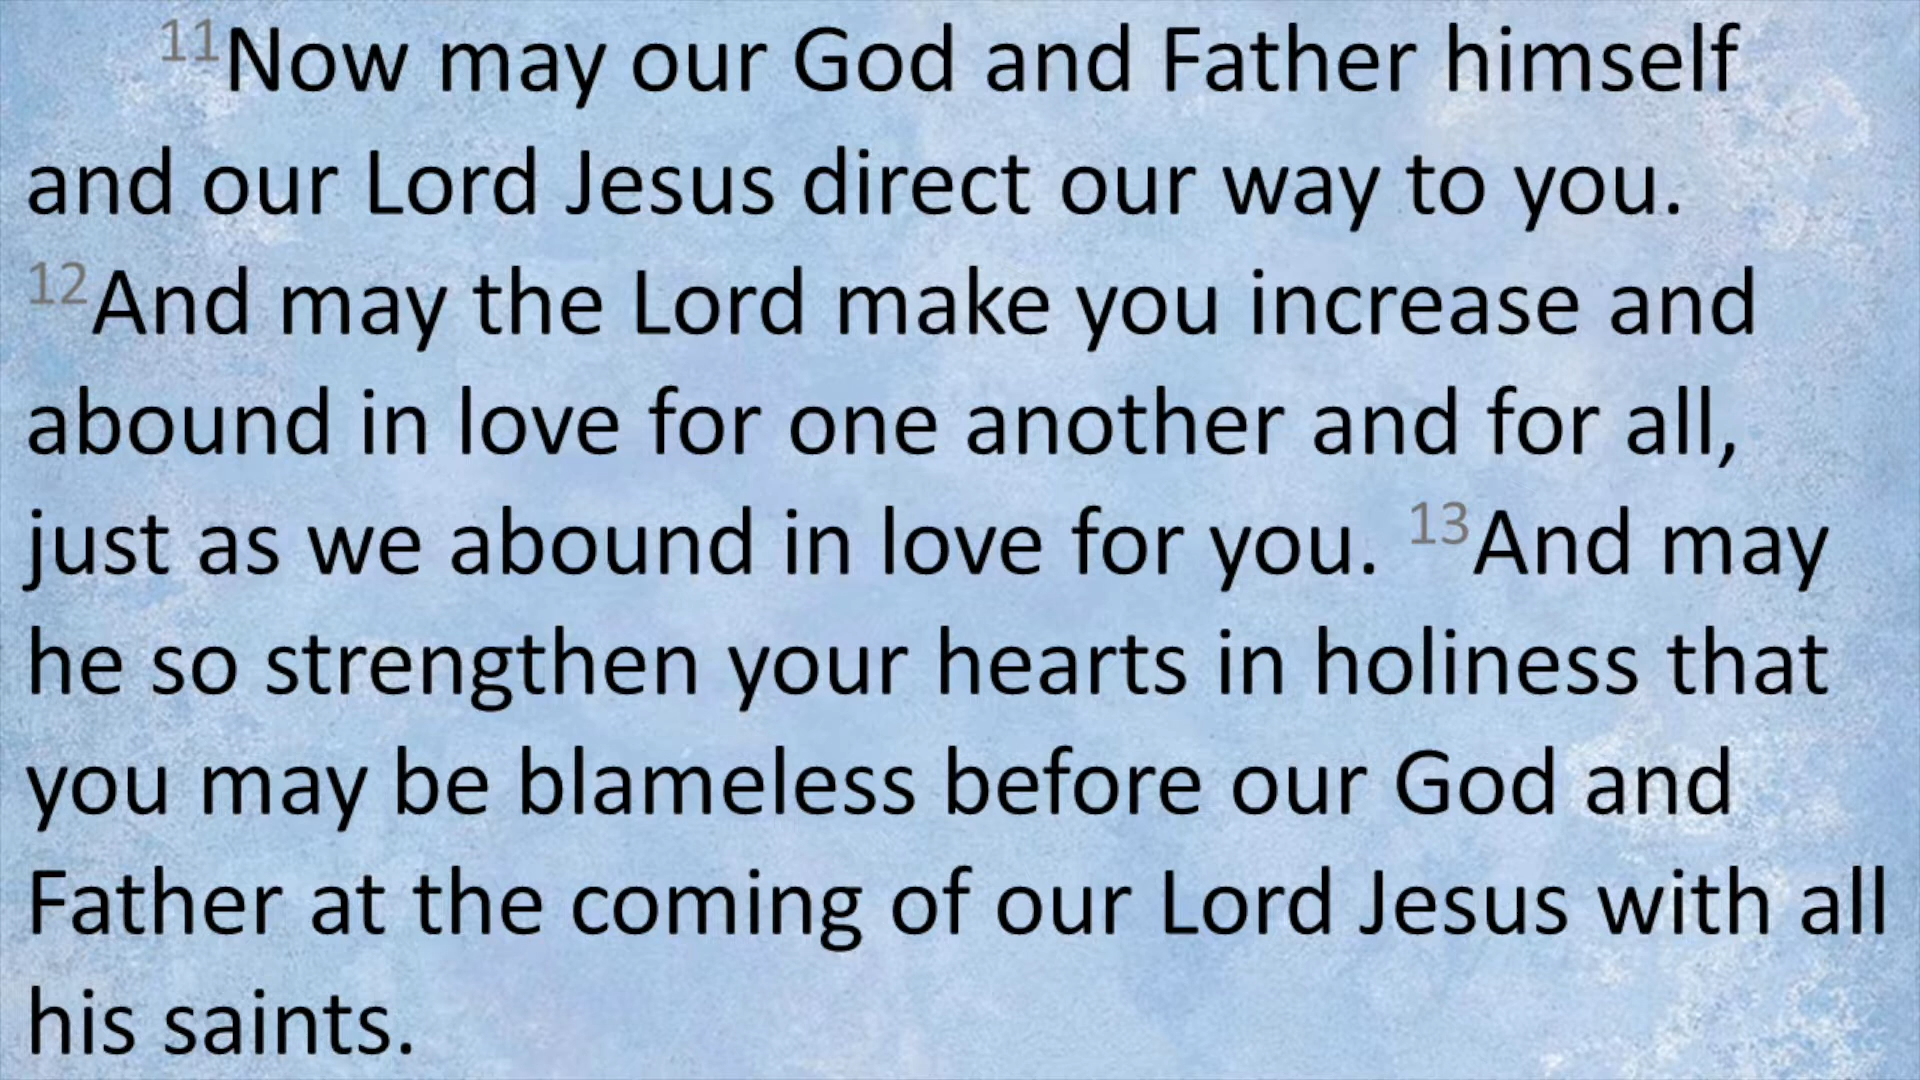 11Now may our God and Father himself
and our Lord Jesus direct our way to you.
12And may the Lord make you increase and
abound in love for one another and for all,
just as we abound in love for you. 13And may
he so strengthen your hearts in holiness that
you may be blameless before our God and
Father at the coming of our Lord Jesus with all
his saints.